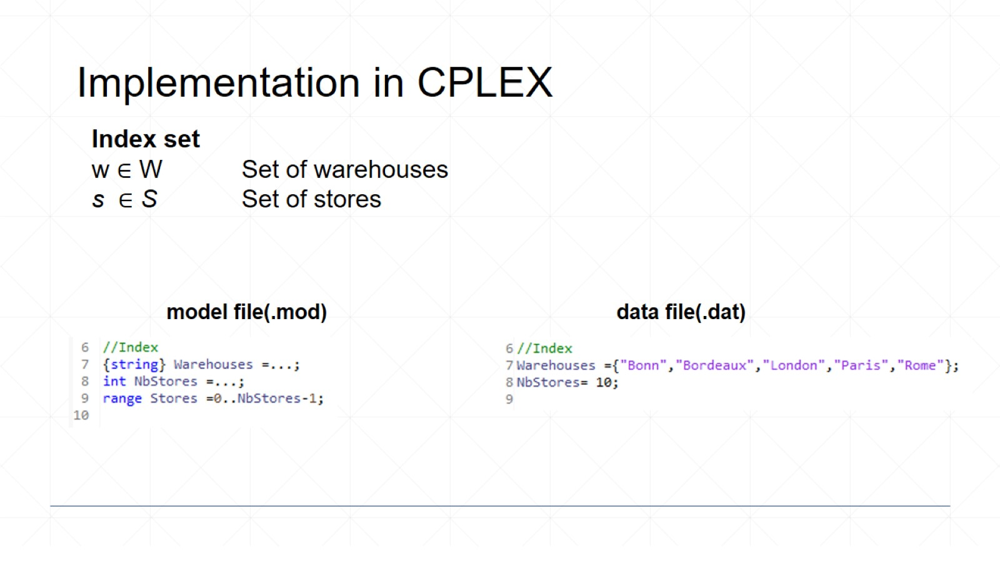 Implementation in CPLEX
Index set
w ∈ W Set of warehouses
s ∈ S Set of stores
model file(.mod)
6 //Index
7 {string} Warehouses =...;
8 int NbStores =...;
9 range Stores =0..NbStores-1;
10
data file(.dat)
6 //Index
7 Warehouses ={"Bonn","Bordeaux","London","Paris","Rome"};
8 NbStores= 10;
9